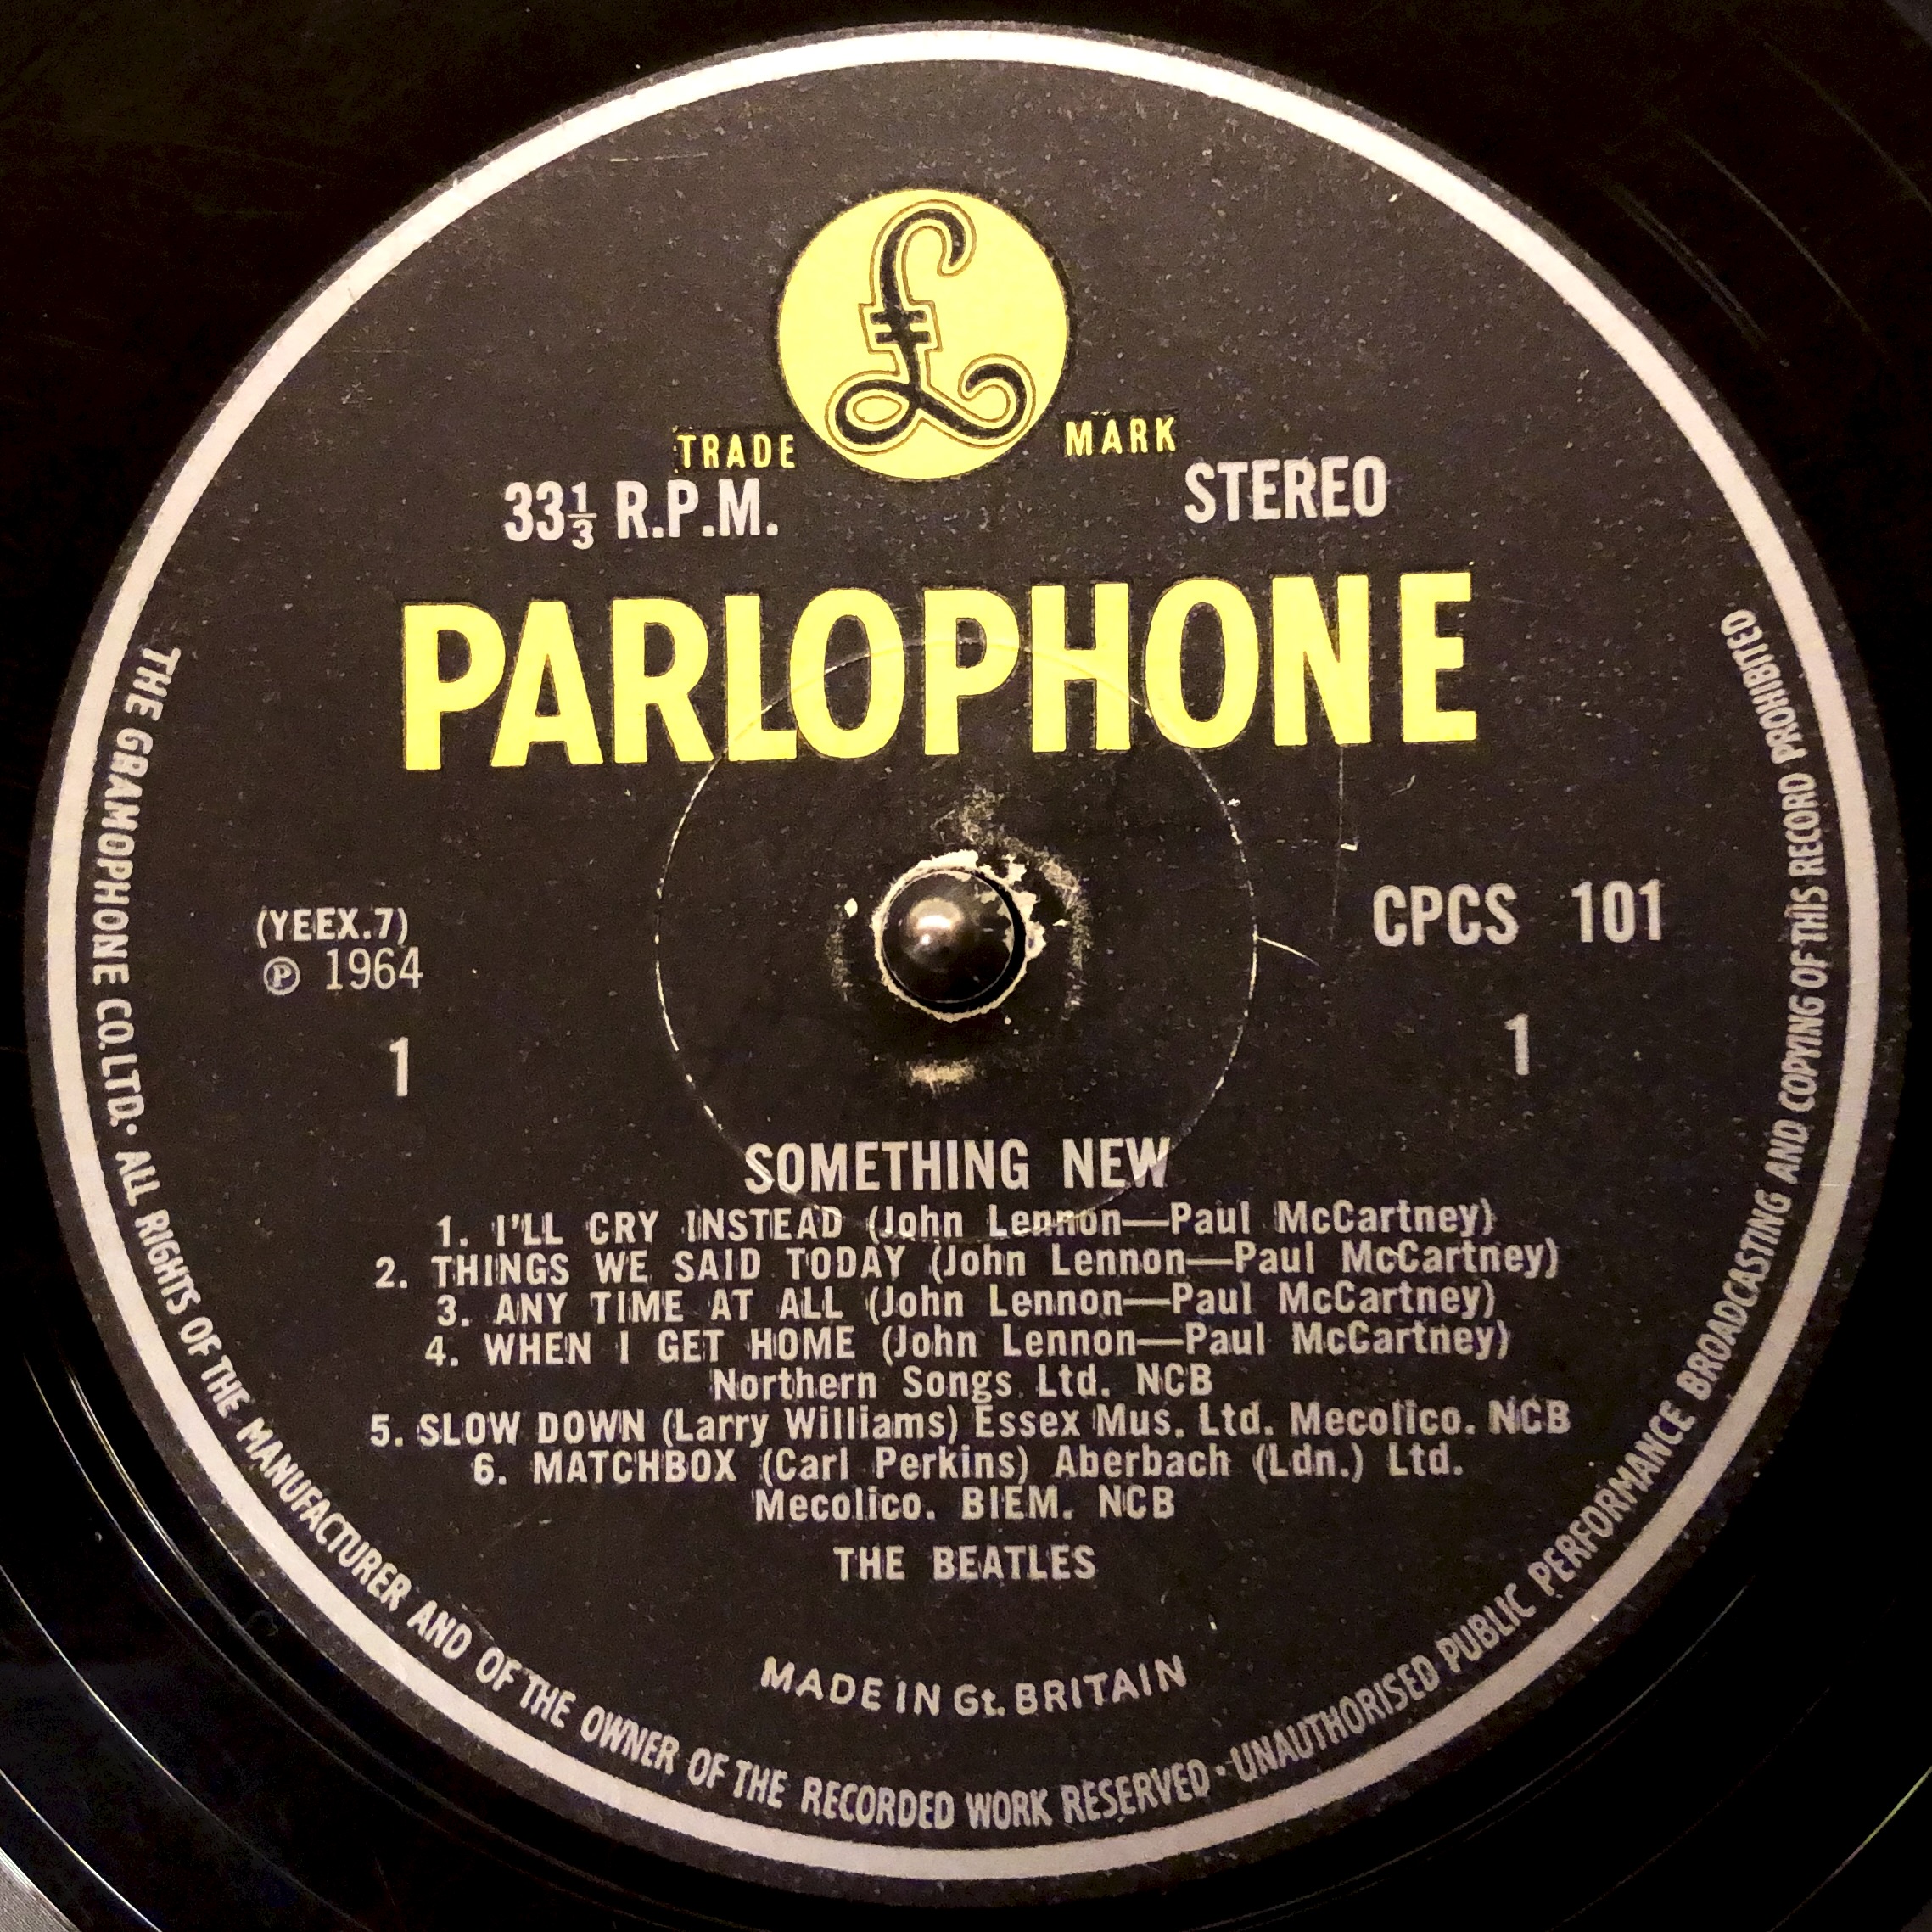 £
TRADE MARK
33⅓ R.P.M. STEREO
PARLOPHONE
(YEEX.7)
℗ 1964
CPCS 101
1 1
SOMETHING NEW
1. I'LL CRY INSTEAD (John Lennon—Paul McCartney)
2. THINGS WE SAID TODAY (John Lennon—Paul McCartney)
3. ANY TIME AT ALL (John Lennon—Paul McCartney)
4. WHEN I GET HOME (John Lennon—Paul McCartney)
Northern Songs Ltd. NCB
5. SLOW DOWN (Larry Williams) Essex Mus. Ltd. Mecolico. NCB
6. MATCHBOX (Carl Perkins) Aberbach (Ldn.) Ltd.
Mecolico. BIEM. NCB
THE BEATLES
MADE IN Gt. BRITAIN
THE GRAMOPHONE CO. LTD. · ALL RIGHTS OF THE MANUFACTURER AND OF THE OWNER OF THE RECORDED WORK RESERVED · UNAUTHORISED PUBLIC PERFORMANCE BROADCASTING AND COPYING OF THIS RECORD PROHIBITED